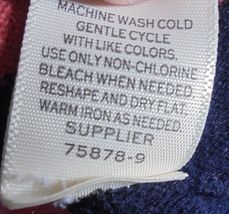 MACHINE WASH COLD
GENTLE CYCLE
WITH LIKE COLORS.
USE ONLY NON-CHLORINE
BLEACH WHEN NEEDED.
RESHAPE AND DRY FLAT.
WARM IRON AS NEEDED.
SUPPLIER
75878-9